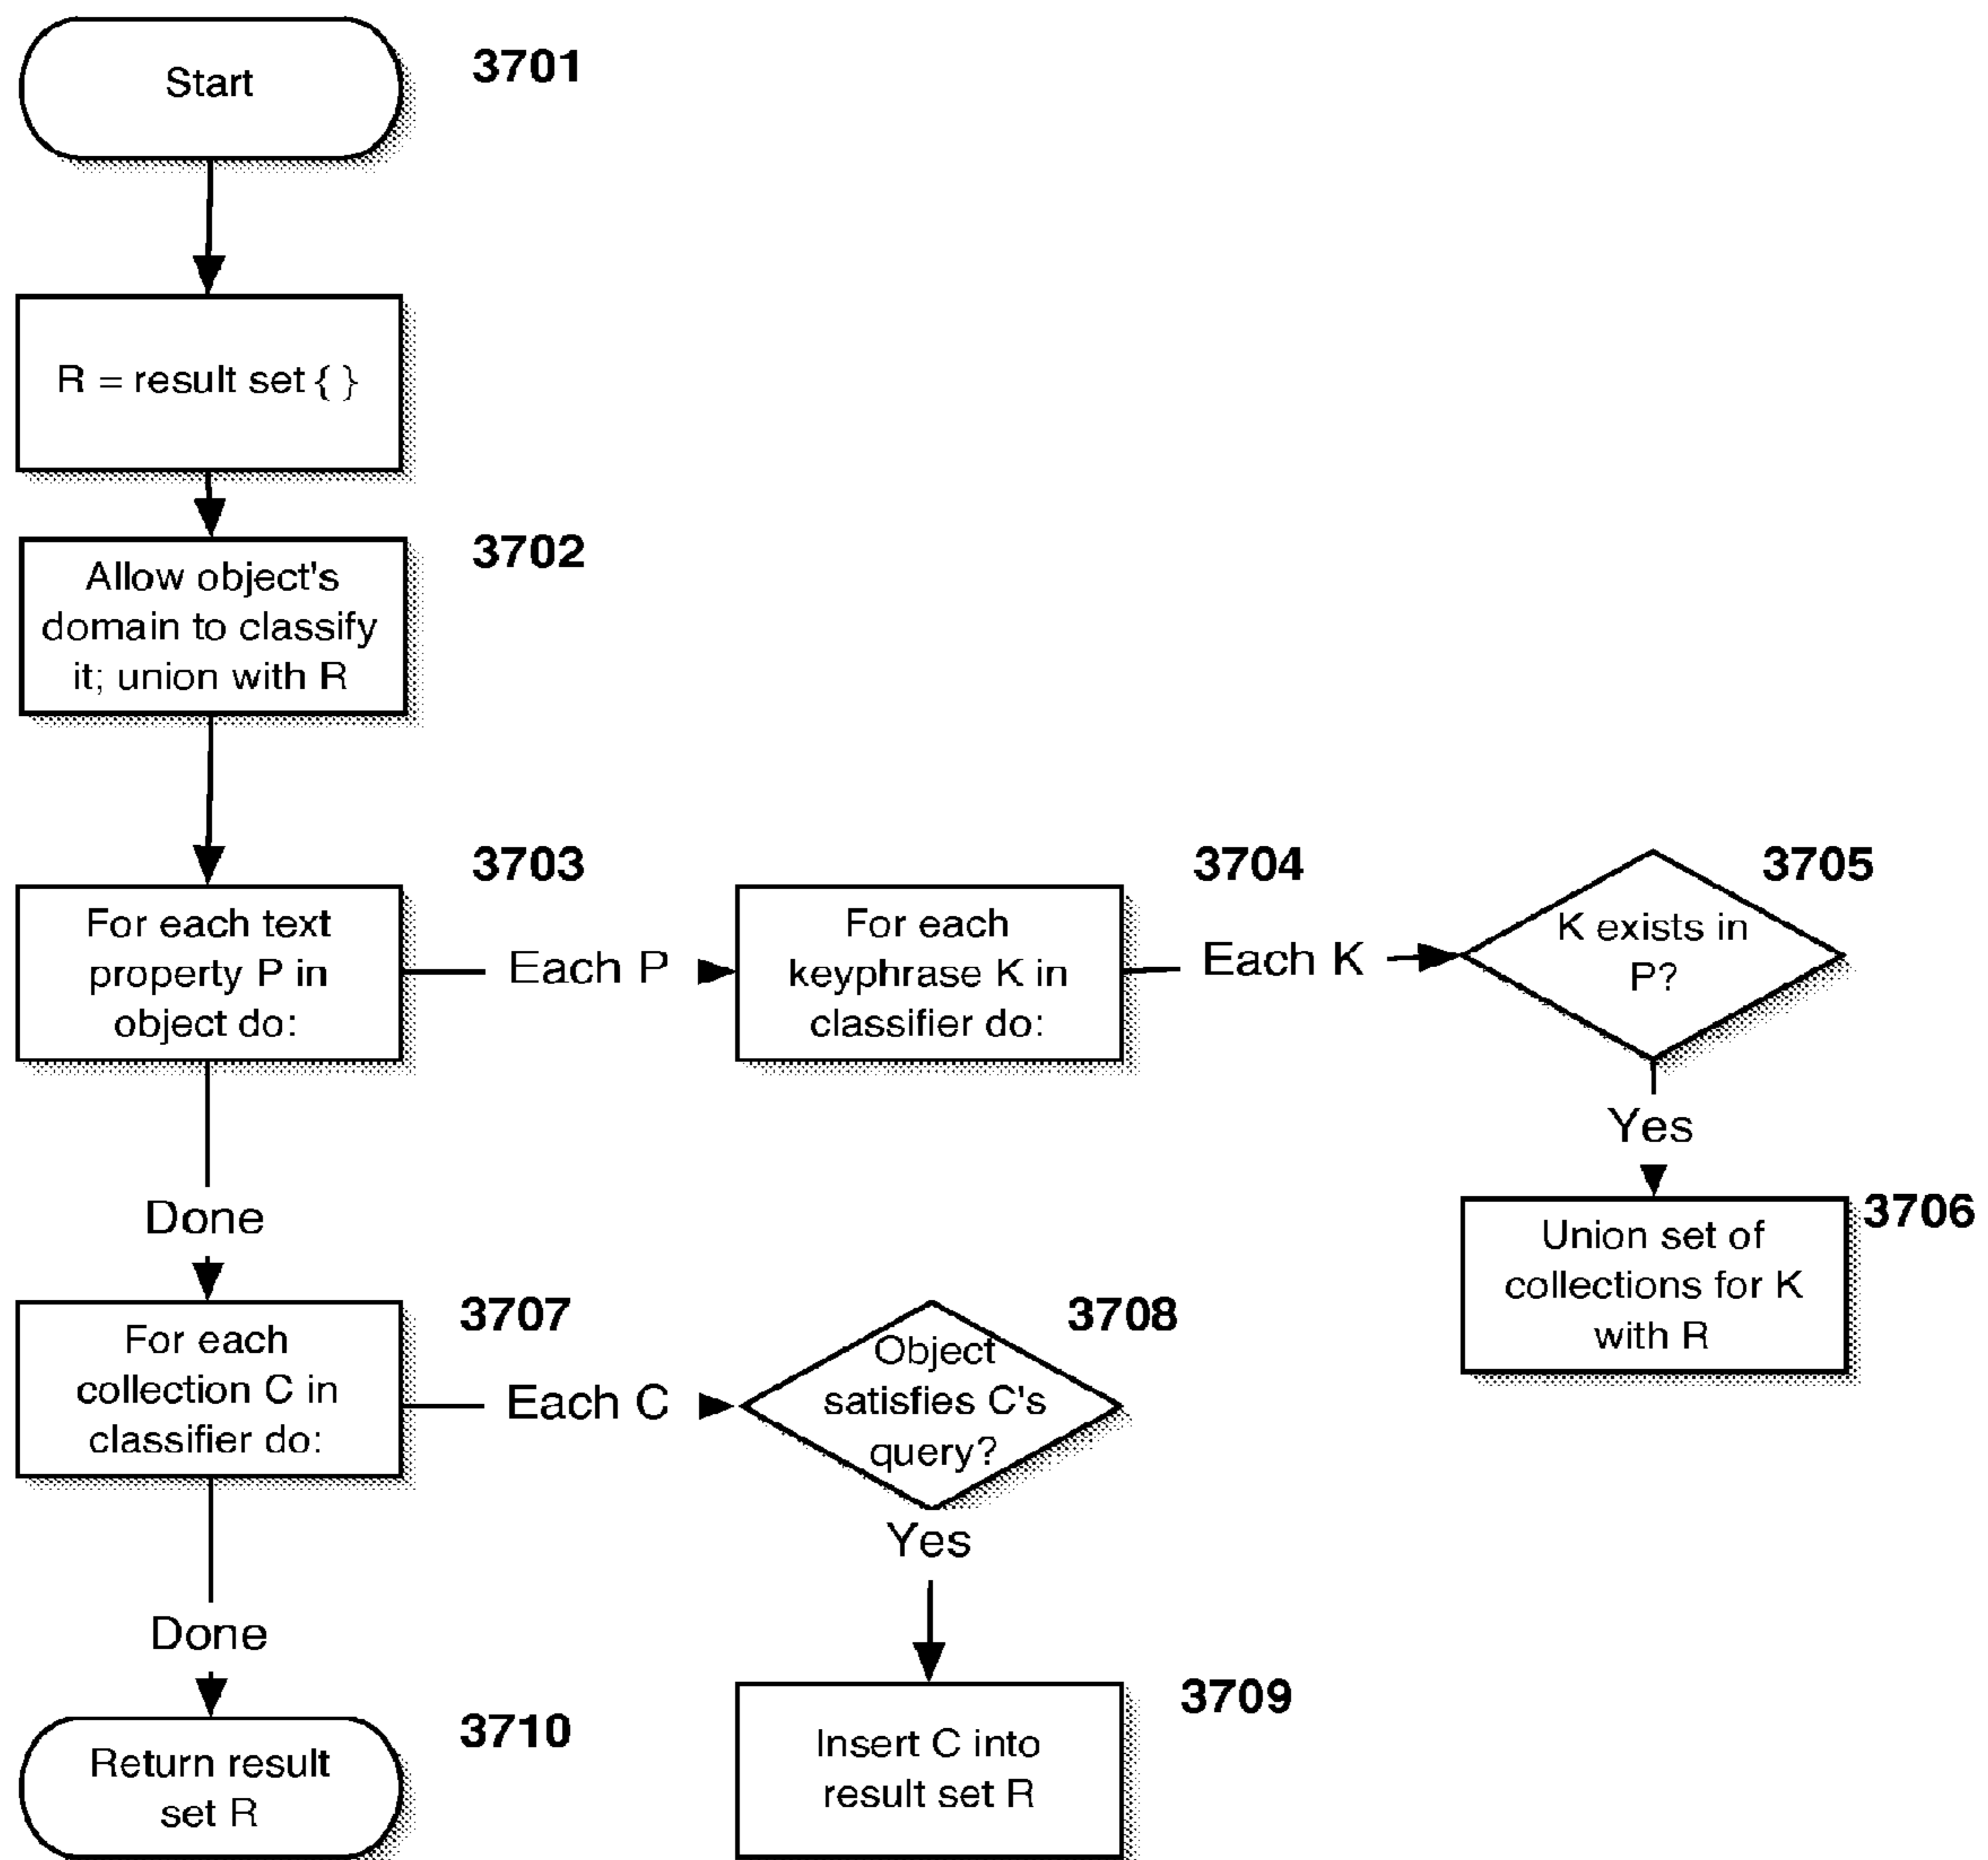 Start
3701
R = result set { }
3702
Allow object's
domain to classify
it; union with R
3703
For each text
property P in
object do:
Each P
3704
For each
keyphrase K in
classifier do:
Each K
3705
K exists in
P?
Yes
3706
Union set of
collections for K
with R
Done
3707
For each
collection C in
classifier do:
Each C
3708
Object
satisfies C's
query?
Yes
3709
Insert C into
result set R
Done
3710
Return result
set R